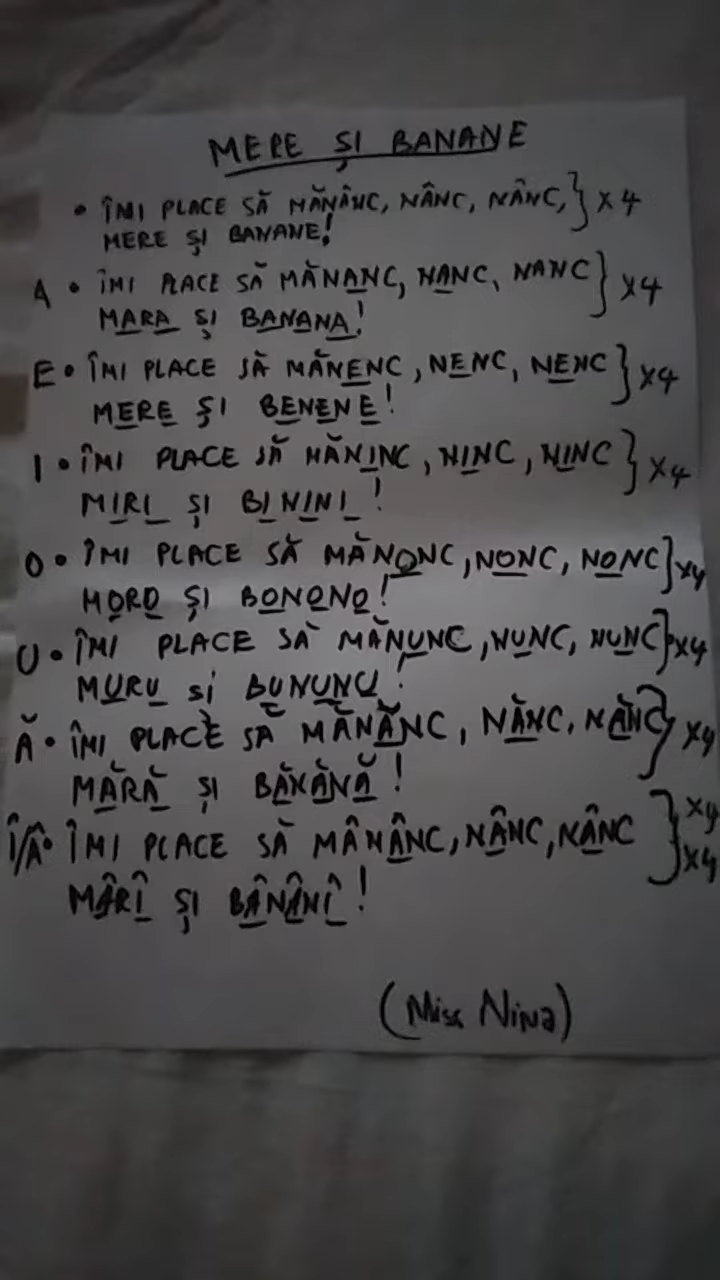 MERE ȘI BANANE
• ÎMI PLACE SĂ MĂNÂNC, NÂNC, NÂNC, } X 4
MERE ȘI BANANE!
A • ÎMI PLACE SĂ MĂNANC, NANC, NANC } X4
MARA ȘI BANANA!
E • ÎMI PLACE SĂ MĂNENC, NENC, NENC } X4
MERE ȘI BENENE!
I • ÎMI PLACE SĂ MĂNINC, NINC, NINC } X4
MIRI ȘI BININI!
O • ÎMI PLACE SĂ MĂNONC, NONC, NONC } X4
MORO ȘI BONONO!
U • ÎMI PLACE SĂ MĂNUNC, NUNC, NUNC } X4
MURU și BUNUNU!
Ă • ÎMI PLACE SĂ MĂNĂNC, NĂNC, NĂNC } X4
MĂRĂ ȘI BĂNĂNĂ!
Î/Â • ÎMI PLACE SĂ MÂNÂNC, NÂNC, NÂNC } X4
X4
MÂRÎ ȘI BÂNÂNÎ!
(Miss Nina)